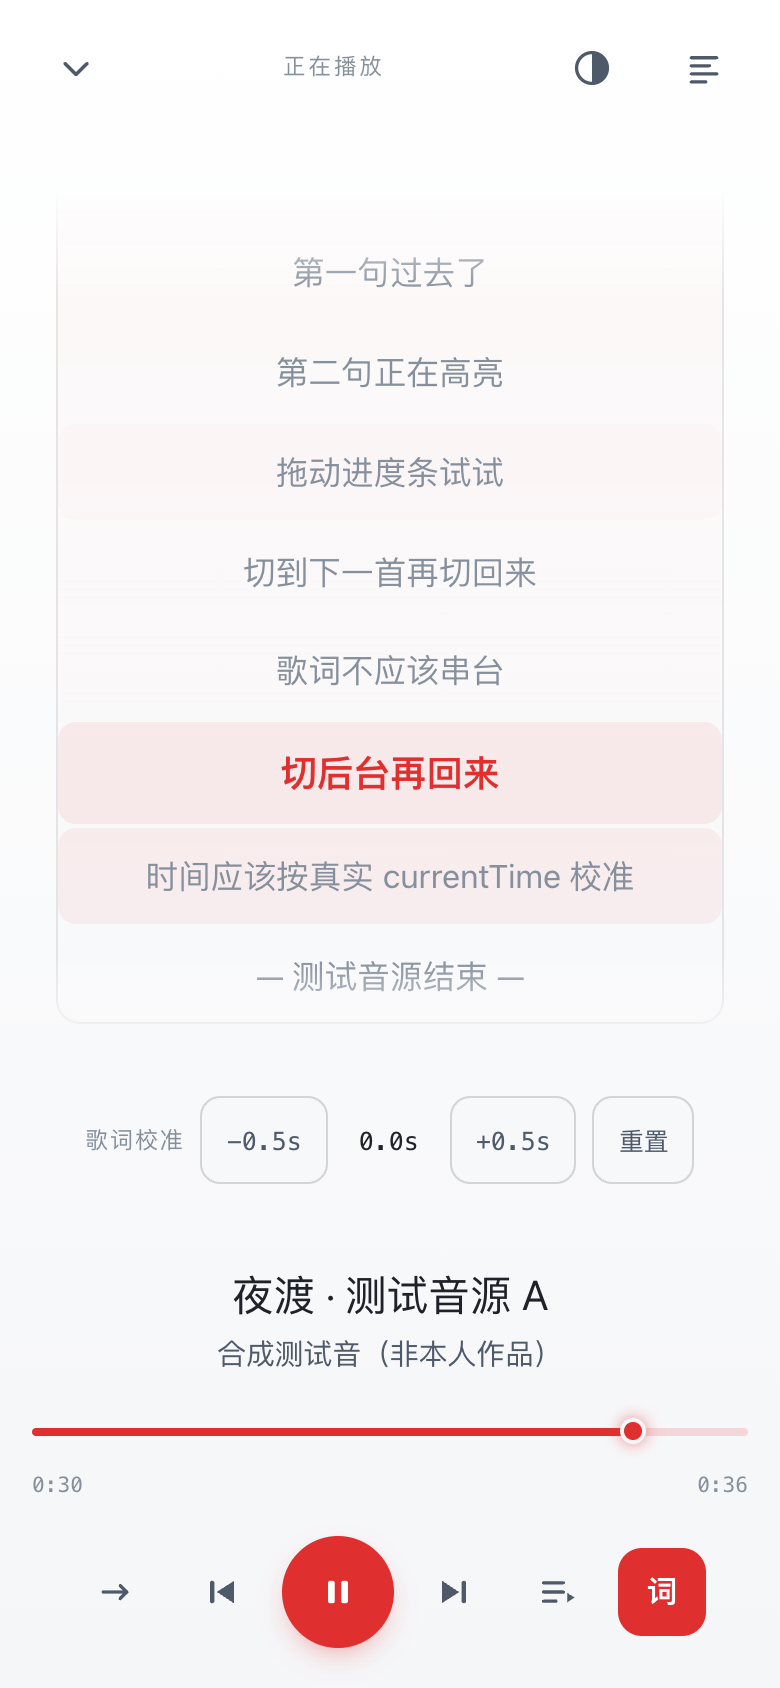 正在播放
第一句过去了
第二句正在高亮
拖动进度条试试
切到下一首再切回来
歌词不应该串台
切后台再回来
时间应该按真实 currentTime 校准
— 测试音源结束 —
歌词校准 −0.5s 0.0s +0.5s 重置
夜渡 · 测试音源 A
合成测试音（非本人作品）
0:30 0:36
词